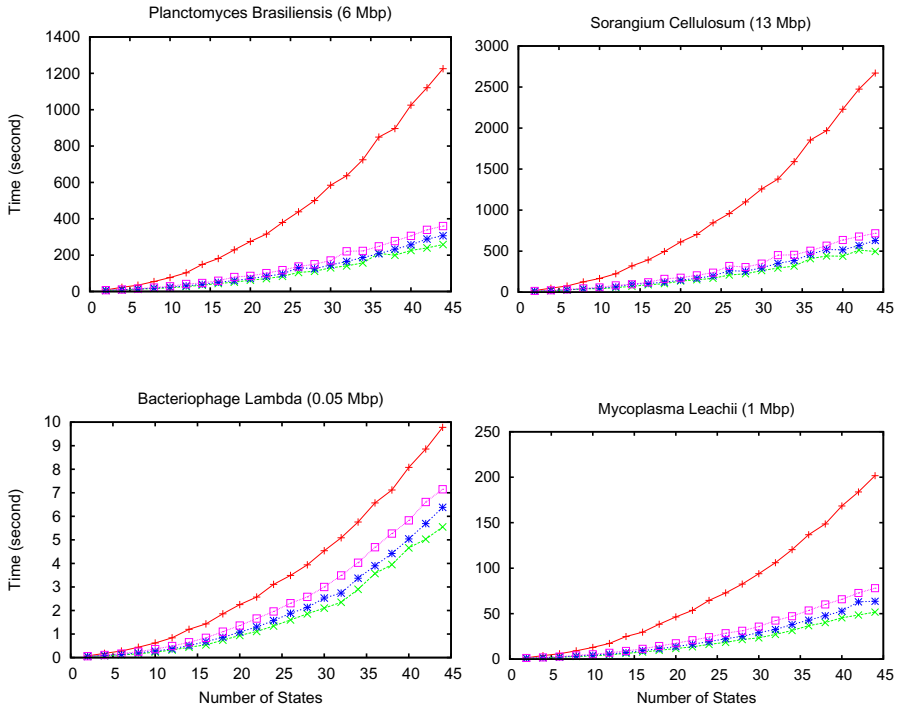 Planctomyces Brasiliensis (6 Mbp)
Time (second)
1400
1200
1000
800
600
400
200
0
0 5 10 15 20 25 30 35 40 45
Sorangium Cellulosum (13 Mbp)
3000
2500
2000
1500
1000
500
0
0 5 10 15 20 25 30 35 40 45
Bacteriophage Lambda (0.05 Mbp)
Time (second)
10
9
8
7
6
5
4
3
2
1
0
0 5 10 15 20 25 30 35 40 45
Number of States
Mycoplasma Leachii (1 Mbp)
250
200
150
100
50
0
0 5 10 15 20 25 30 35 40 45
Number of States